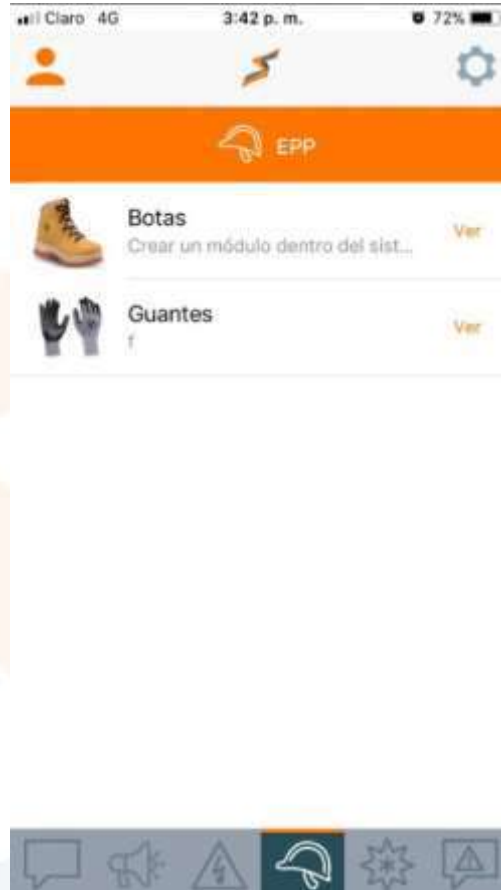 Claro 4G 3:42 p. m. 72%
EPP
Botas
Crear un módulo dentro del sist...
Ver
Guantes
f
Ver